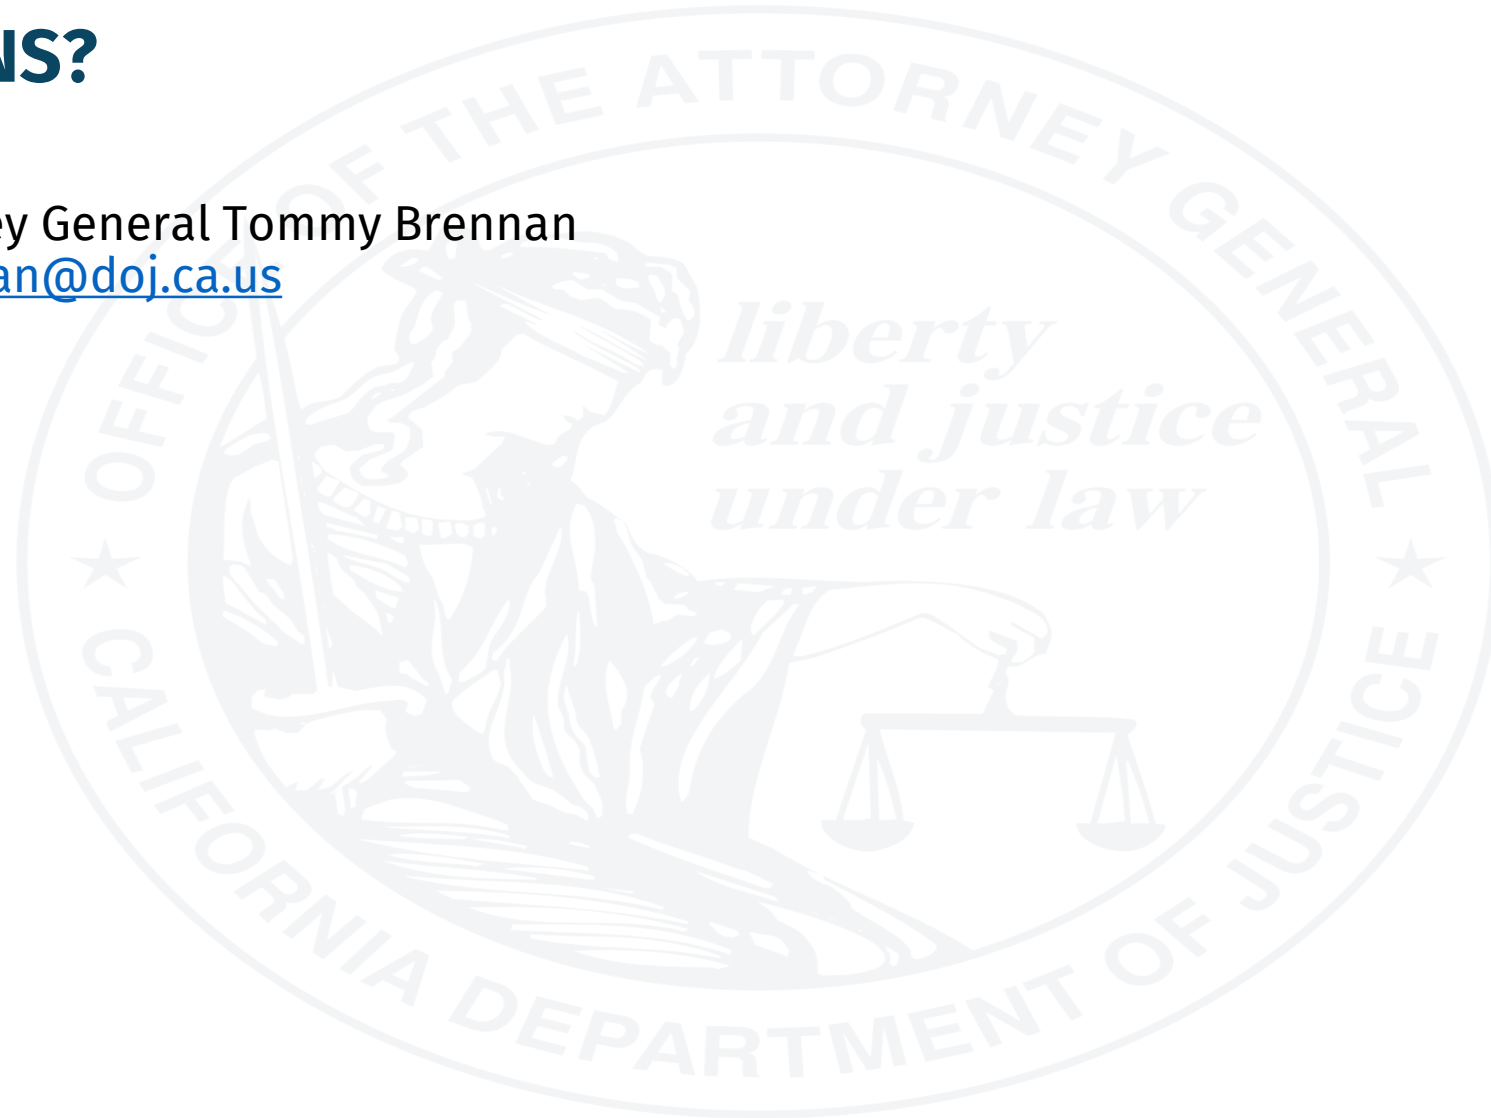 NS?
ey General Tommy Brennan
an@doj.ca.us
OFFICE OF THE ATTORNEY GENERAL
liberty
and justice
under law
CALIFORNIA DEPARTMENT OF JUSTICE